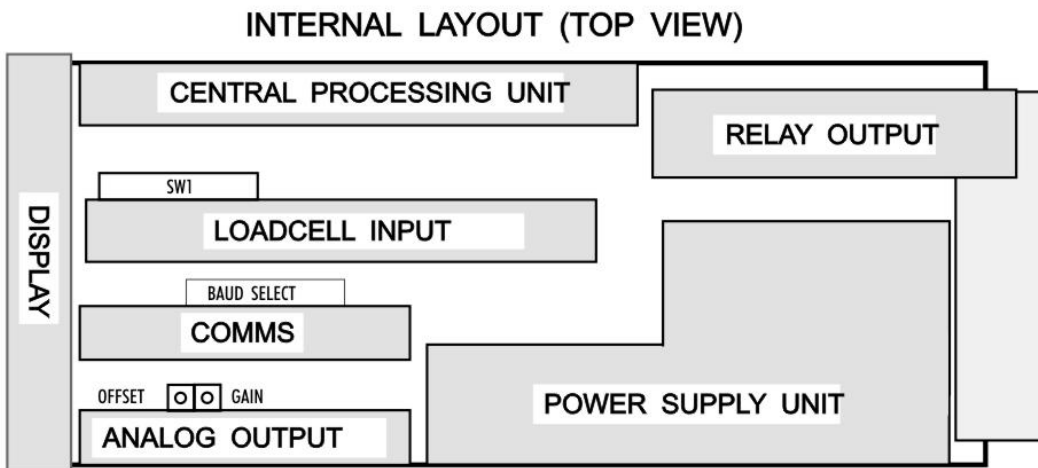 INTERNAL LAYOUT (TOP VIEW)
CENTRAL PROCESSING UNIT
RELAY OUTPUT
SW1
LOADCELL INPUT
DISPLAY
BAUD SELECT
COMMS
OFFSET GAIN
ANALOG OUTPUT
POWER SUPPLY UNIT